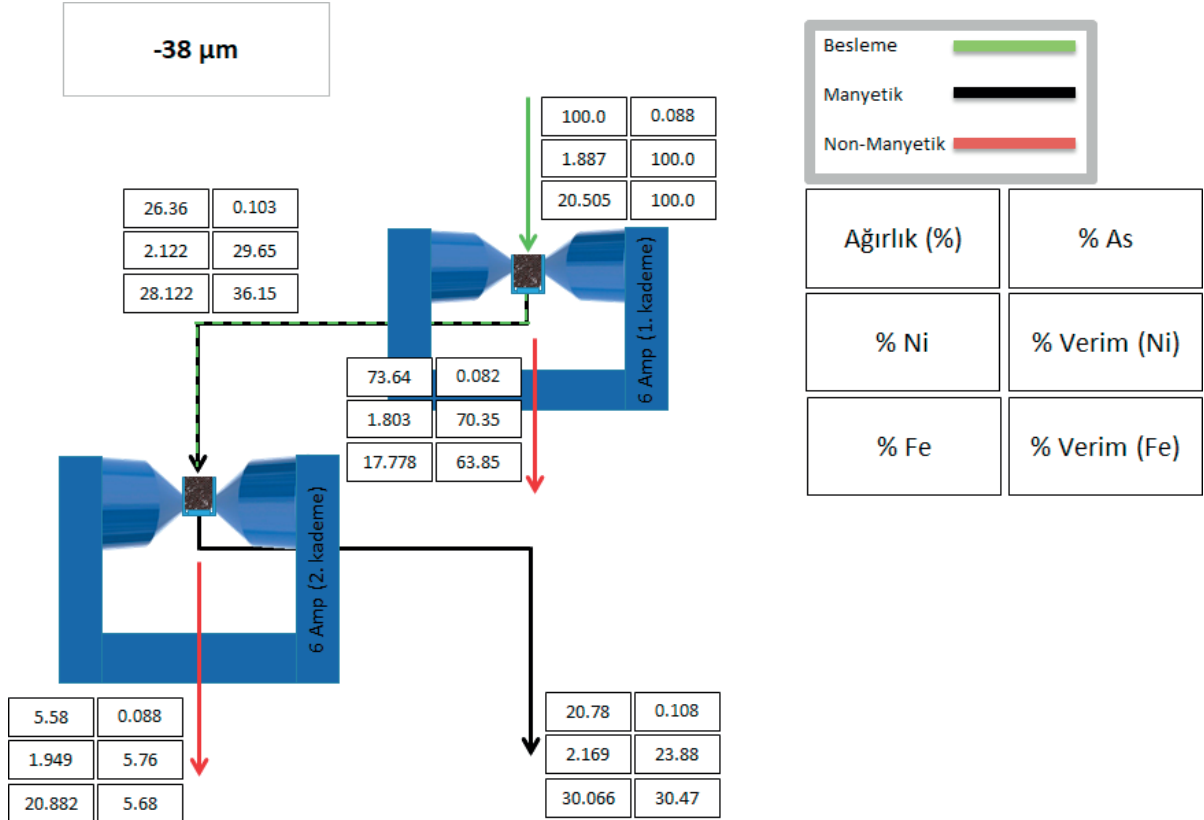 -38 µm
Besleme
Manyetik
Non-Manyetik
100.0 0.088
1.887 100.0
20.505 100.0
26.36 0.103
2.122 29.65
28.122 36.15
Ağırlık (%) % As
% Ni % Verim (Ni)
% Fe % Verim (Fe)
6 Amp (1. kademe)
73.64 0.082
1.803 70.35
17.778 63.85
6 Amp (2. kademe)
5.58 0.088
1.949 5.76
20.882 5.68
20.78 0.108
2.169 23.88
30.066 30.47